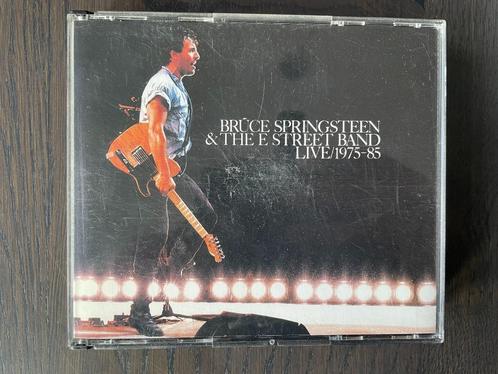 BRUCE SPRINGSTEEN
& THE E STREET BAND
LIVE/1975-85